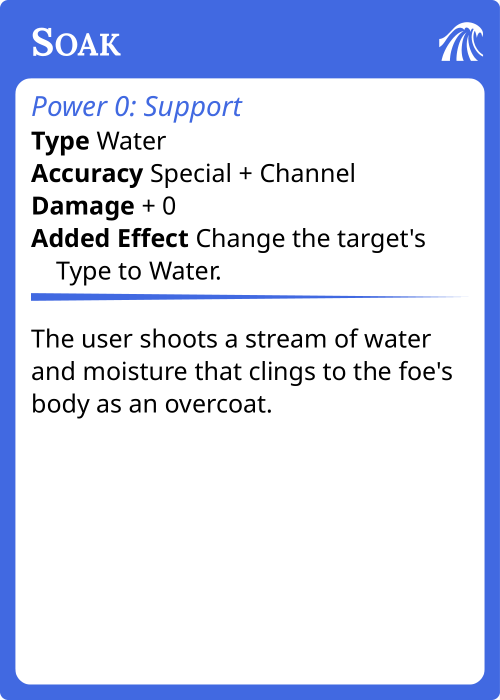 Soak
Power 0: Support
Type Water
Accuracy Special + Channel
Damage + 0
Added Effect Change the target's
Type to Water.
The user shoots a stream of water
and moisture that clings to the foe's
body as an overcoat.